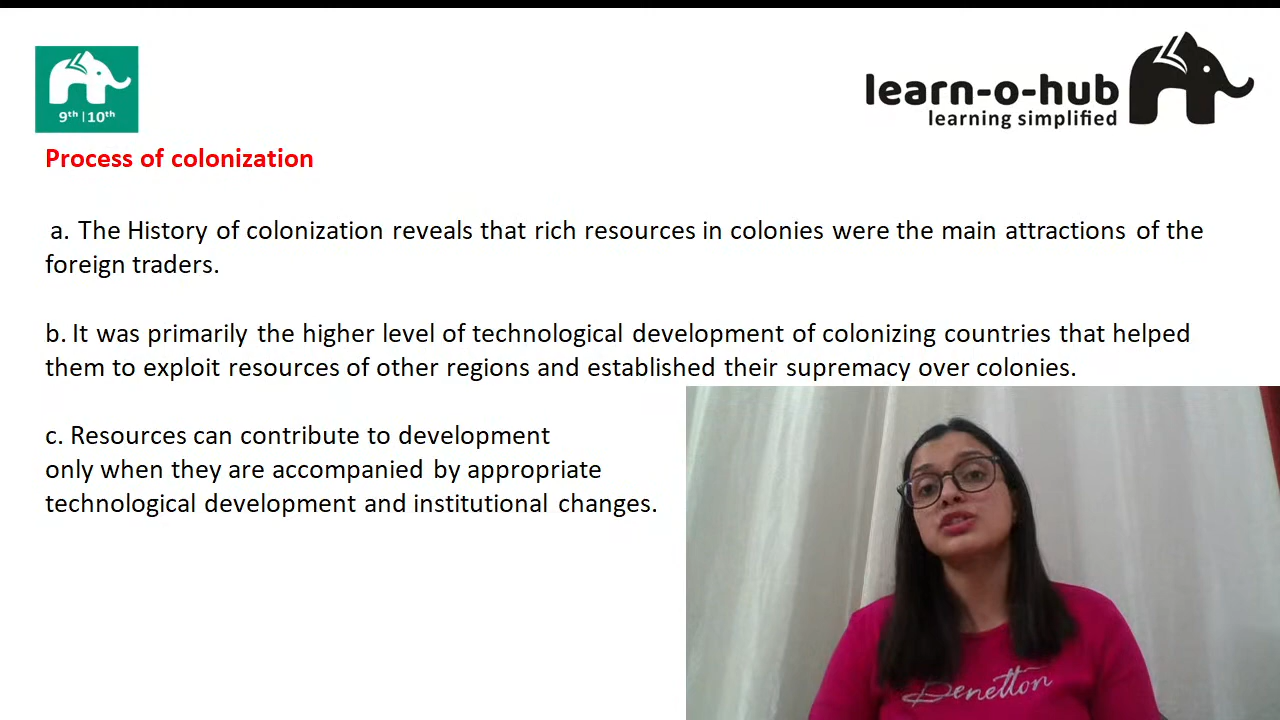 9th | 10th
learn-o-hub
learning simplified
Process of colonization
a. The History of colonization reveals that rich resources in colonies were the main attractions of the
foreign traders.
b. It was primarily the higher level of technological development of colonizing countries that helped
them to exploit resources of other regions and established their supremacy over colonies.
c. Resources can contribute to development
only when they are accompanied by appropriate
technological development and institutional changes.
Benetton